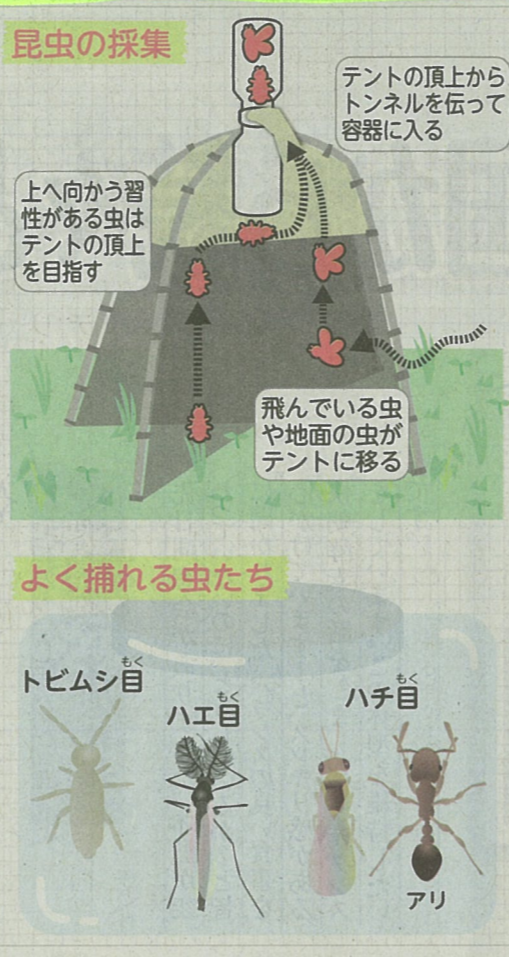 昆虫の採集
テントの頂上から
トンネルを伝って
容器に入る
上へ向かう習
性がある虫は
テントの頂上
を目指す
飛んでいる虫
や地面の虫が
テントに移る
よく捕れる虫たち
もく
トビムシ目
もく
ハエ目
もく
ハチ目
アリ